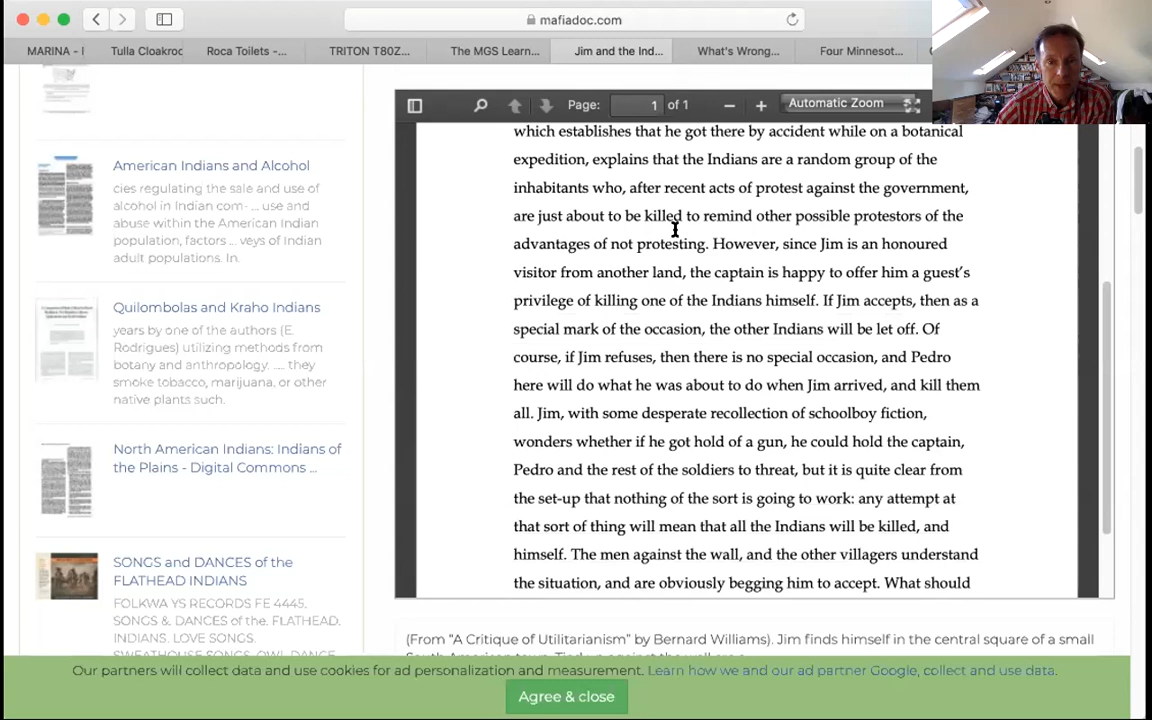 mafiadoc.com
MARINA - I
Tulla Cloakroc
Roca Toilets -...
TRITON T80Z...
The MGS Learn...
Jim and the Ind...
What's Wrong...
Four Minnesot...
American Indians and Alcohol
cies regulating the sale and use of
alcohol in Indian com- ... use and
abuse within the American Indian
population, factors ... veys of Indian
adult populations. In.
Quilombolas and Kraho Indians
years by one of the authors (E.
Rodrigues) utilizing methods from
botany and anthropology. .... they
smoke tobacco, marijuana, or other
native plants such.
North American Indians: Indians of
the Plains - Digital Commons ...
SONGS and DANCES of the
FLATHEAD INDIANS
FOLKWA YS RECORDS FE 4445.
SONGS & DANCES of the. FLATHEAD.
INDIANS. LOVE SONGS.
SWEATHOUSE SONGS. OWL DANCE
Page: 1 of 1
Automatic Zoom
which establishes that he got there by accident while on a botanical
expedition, explains that the Indians are a random group of the
inhabitants who, after recent acts of protest against the government,
are just about to be killed to remind other possible protestors of the
advantages of not protesting. However, since Jim is an honoured
visitor from another land, the captain is happy to offer him a guest's
privilege of killing one of the Indians himself. If Jim accepts, then as a
special mark of the occasion, the other Indians will be let off. Of
course, if Jim refuses, then there is no special occasion, and Pedro
here will do what he was about to do when Jim arrived, and kill them
all. Jim, with some desperate recollection of schoolboy fiction,
wonders whether if he got hold of a gun, he could hold the captain,
Pedro and the rest of the soldiers to threat, but it is quite clear from
the set-up that nothing of the sort is going to work: any attempt at
that sort of thing will mean that all the Indians will be killed, and
himself. The men against the wall, and the other villagers understand
the situation, and are obviously begging him to accept. What should
(From "A Critique of Utilitarianism" by Bernard Williams). Jim finds himself in the central square of a small
Our partners will collect data and use cookies for ad personalization and measurement. Learn how we and our ad partner Google, collect and use data.
Agree & close